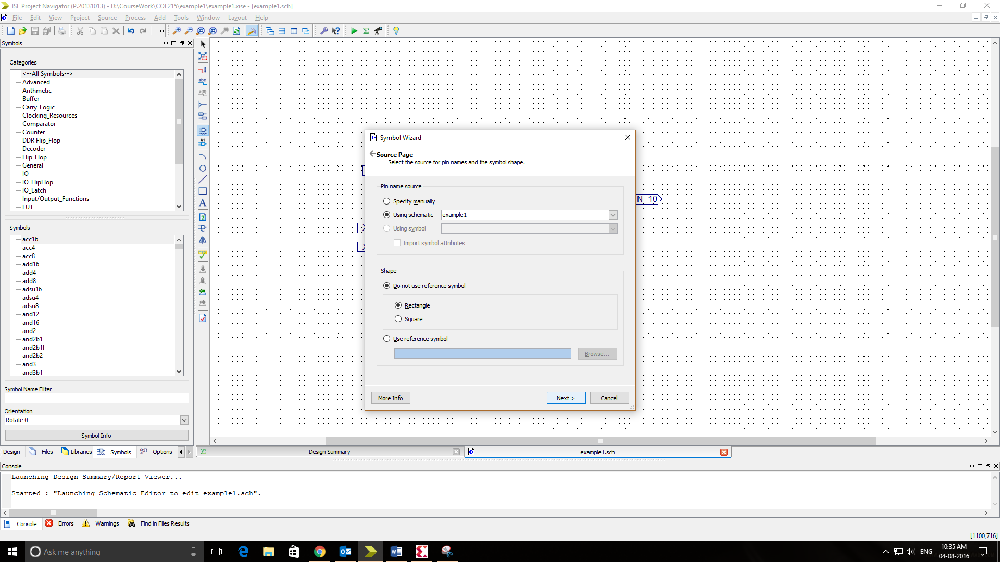 ISE Project Navigator (P.20131013) - D:\CourseWork\COL215\example1\example1.xise - [example1.sch]
File Edit View Project Source Process Add Tools Window Layout Help
Symbols
Categories
<--All Symbols-->
Advanced
Arithmetic
Buffer
Carry_Logic
Clocking_Resources
Comparator
Counter
DDR Flip_Flop
Decoder
Flip_Flop
General
IO
IO_FlipFlop
IO_Latch
Input/Output_Functions
LUT
Symbols
acc16
acc4
acc8
add16
add4
add8
adsu16
adsu4
adsu8
and12
and16
and2
and2b1
and2b1l
and2b2
and3
and3b1
Symbol Name Filter
Orientation
Rotate 0
Symbol Info
Design Files Libraries Symbols Options
abc
a(0)
A1
A
N_10
Symbol Wizard
Source Page
Select the source for pin names and the symbol shape.
Pin name source
Specify manually
Using schematic example1
Using symbol
Import symbol attributes
Shape
Do not use reference symbol
Rectangle
Square
Use reference symbol
Browse...
More Info Next > Cancel
Design Summary example1.sch
Console
Launching Design Summary/Report Viewer...
Started : "Launching Schematic Editor to edit example1.sch".
Console Errors Warnings Find in Files Results
[1100,716]
Ask me anything
ENG
10:35 AM
04-08-2016